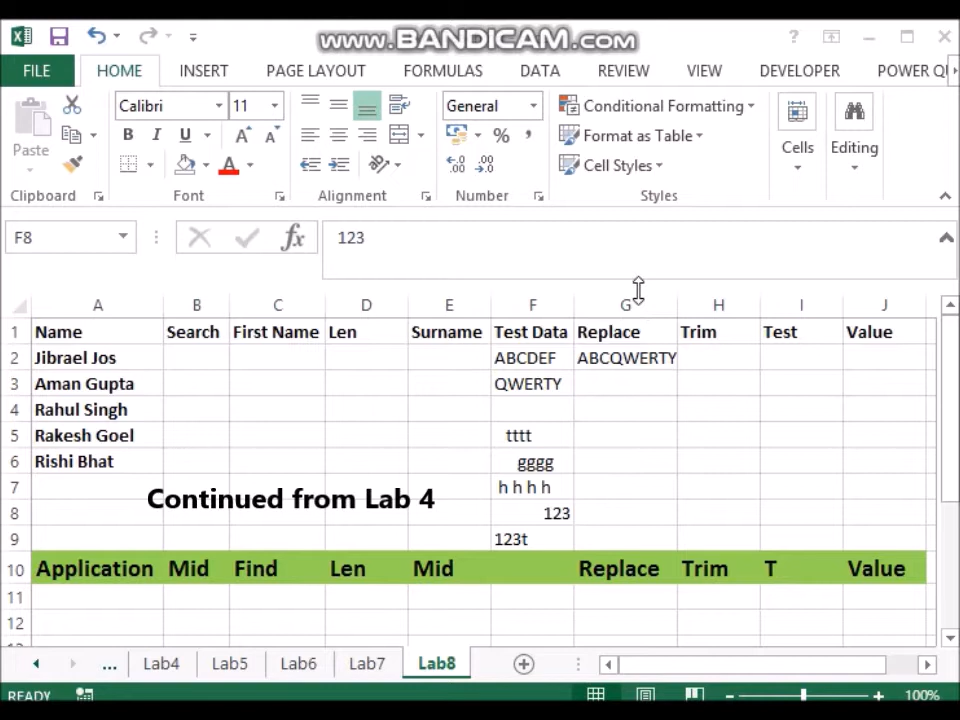 www.BANDICAM.com
FILE HOME INSERT PAGE LAYOUT FORMULAS DATA REVIEW VIEW DEVELOPER POWER QU
Calibri 11 General Conditional Formatting
Paste B I U A A % , Format as Table Cells Editing
A Cell Styles
Clipboard Font Alignment Number Styles
F8 fx 123
A B C D E F G H I J
1 Name Search First Name Len Surname Test Data Replace Trim Test Value
2 Jibrael Jos ABCDEF ABCQWERTY
3 Aman Gupta QWERTY
4 Rahul Singh
5 Rakesh Goel tttt
6 Rishi Bhat gggg
7 h h h h
Continued from Lab 4
8 123
9 123t
10 Application Mid Find Len Mid Replace Trim T Value
11
12
... Lab4 Lab5 Lab6 Lab7 Lab8
READY 100%